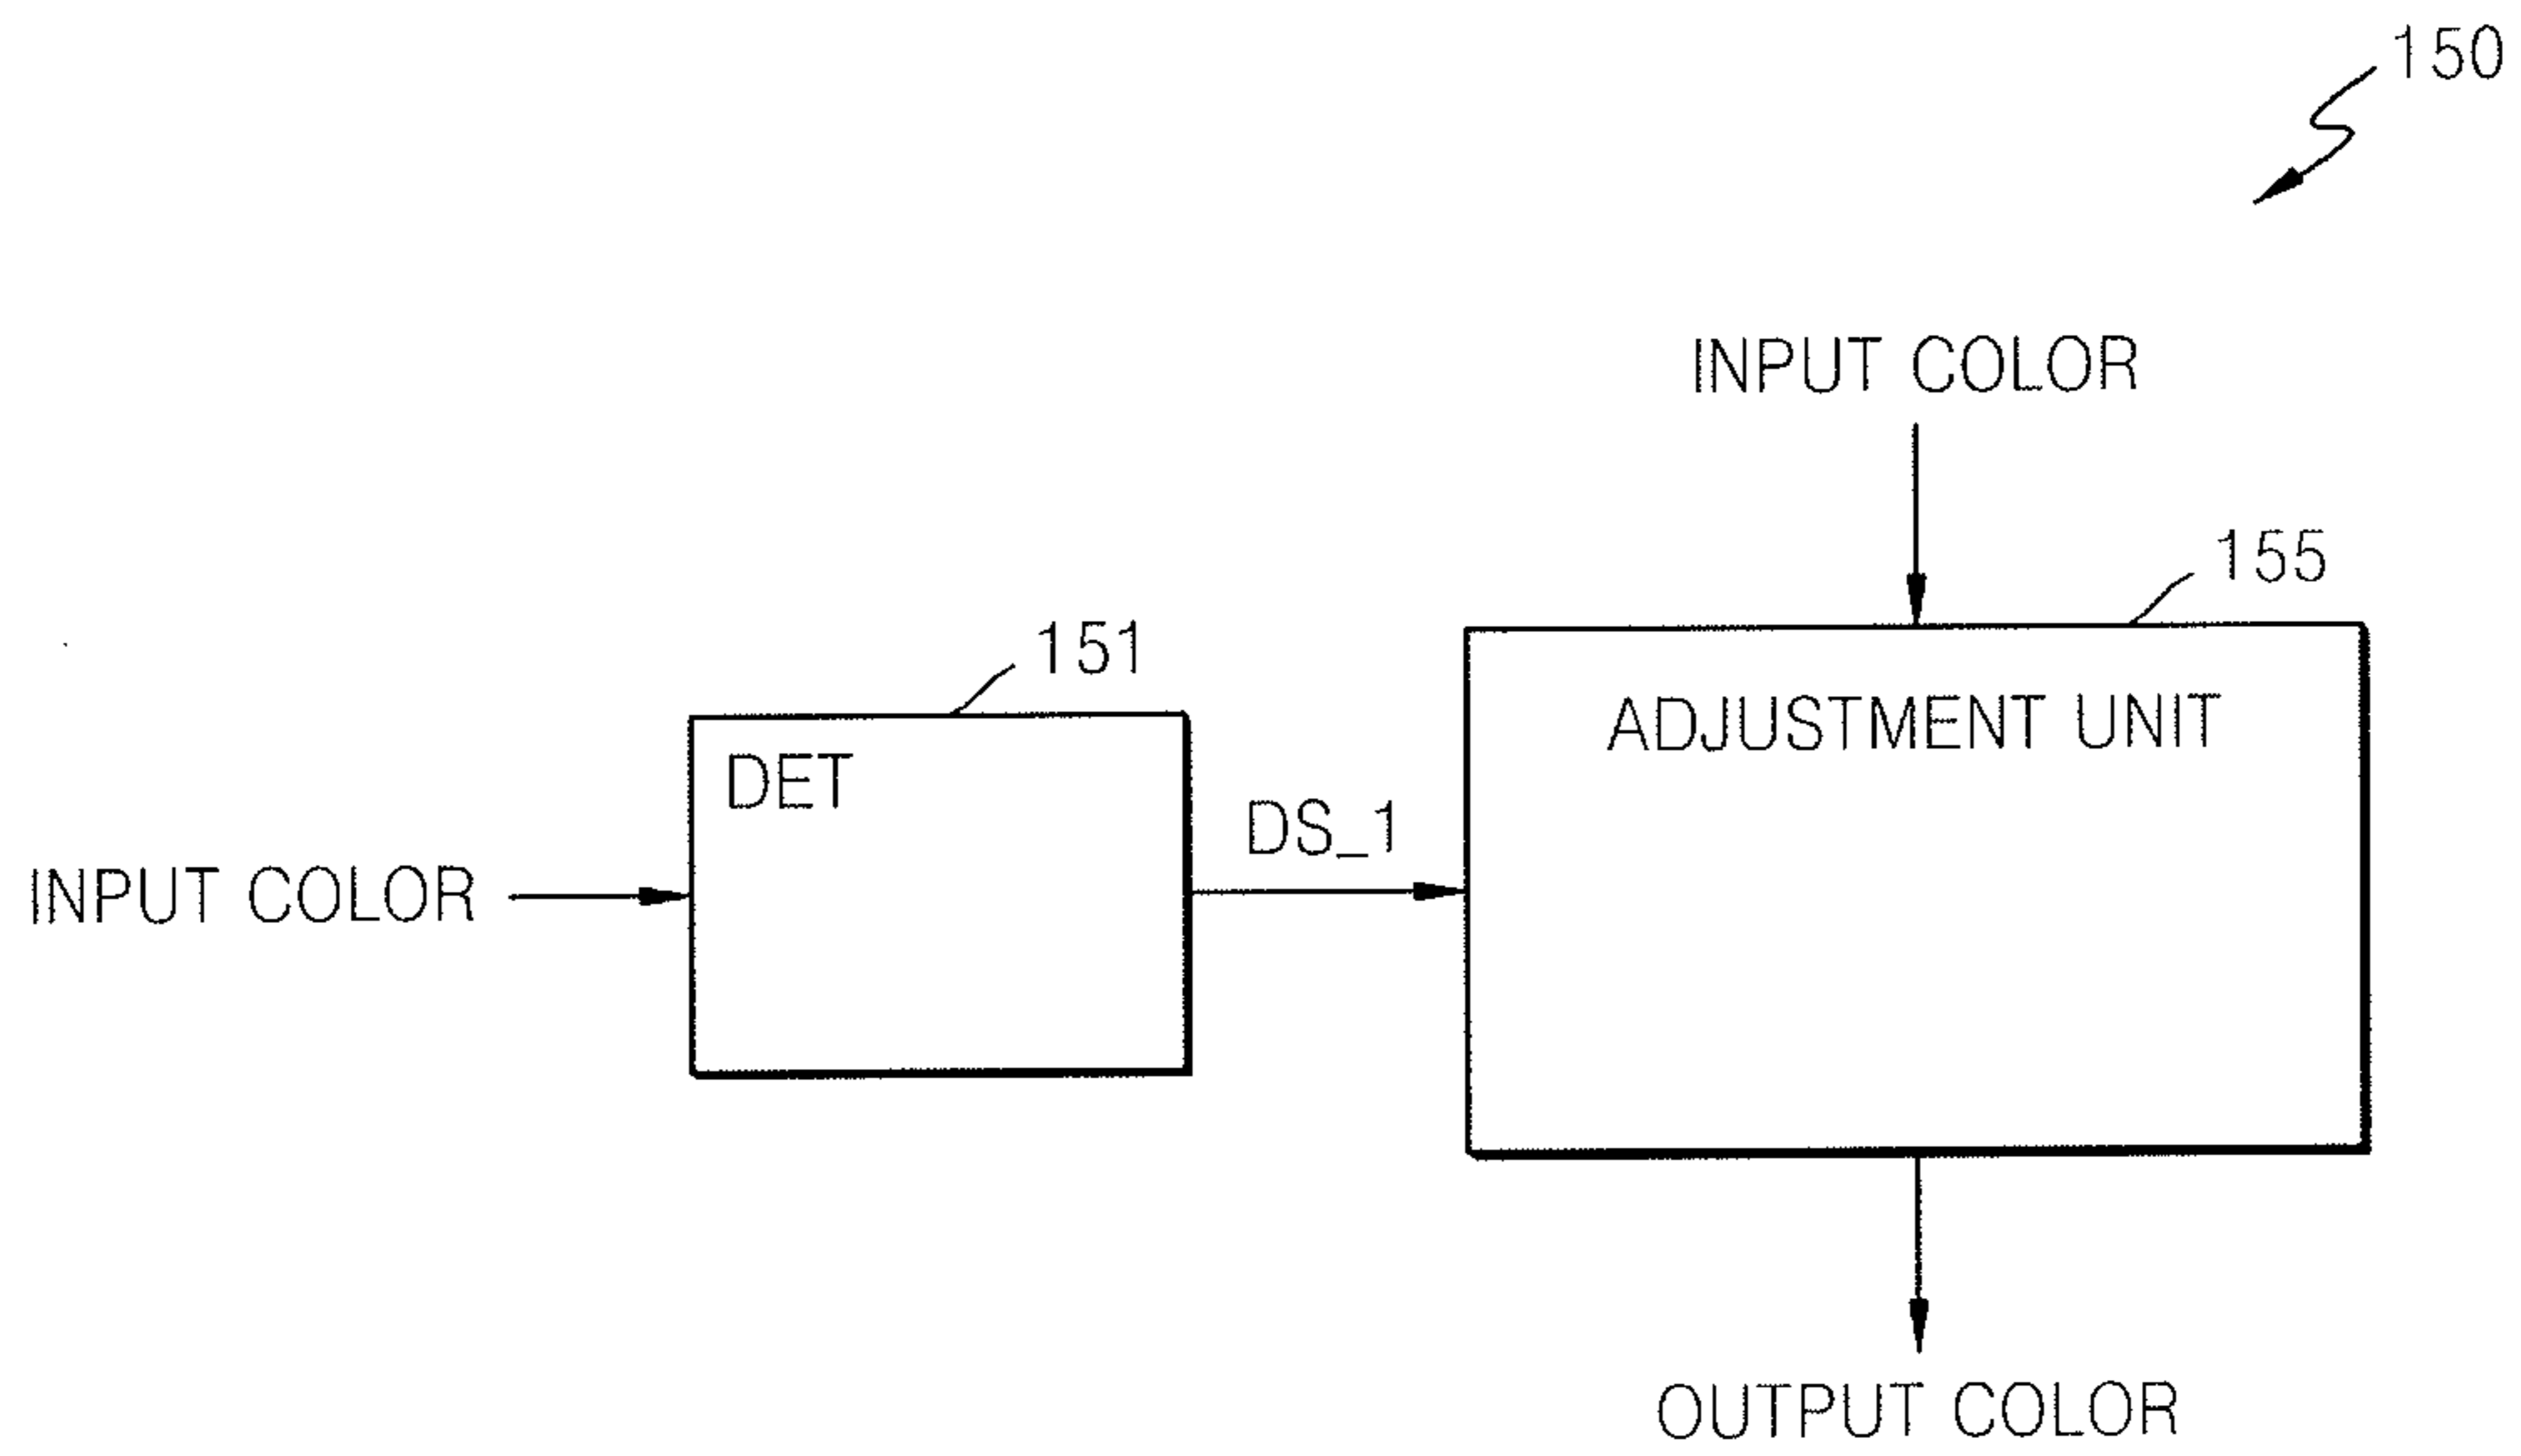 150
INPUT COLOR
155
151
ADJUSTMENT UNIT
DET
DS_1
INPUT COLOR
OUTPUT COLOR